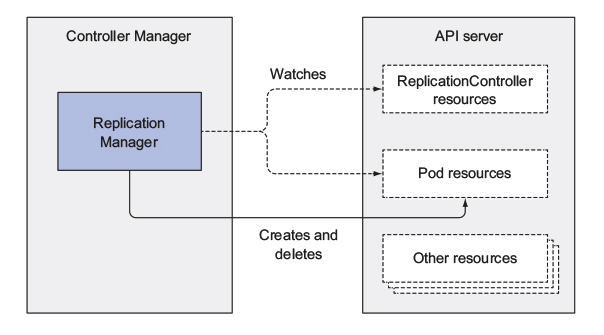 Controller Manager
API server
Replication
Manager
Watches
ReplicationController
resources
Pod resources
Creates and
deletes
Other resources